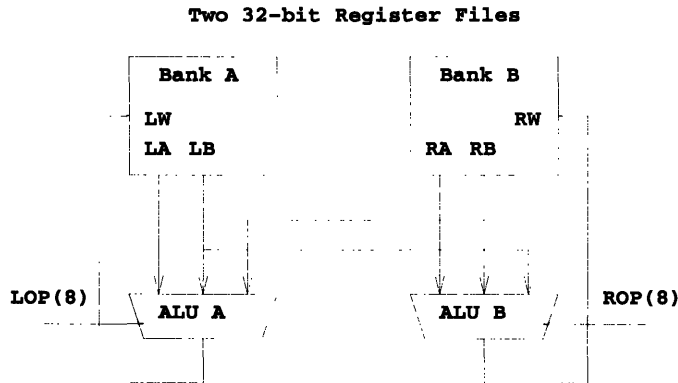 Two 32-bit Register Files
Bank A Bank B
LW RW
LA LB RA RB
LOP(8) ROP(8)
ALU A ALU B